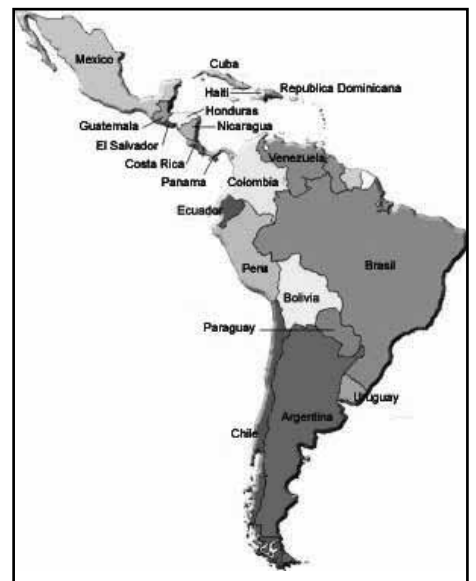 Mexico
Cuba
Haiti
Republica Dominicana
Honduras
Guatemala
Nicaragua
El Salvador
Costa Rica
Panama
Venezuela
Colombia
Ecuador
Peru
Brasil
Bolivia
Paraguay
Uruguay
Argentina
Chile